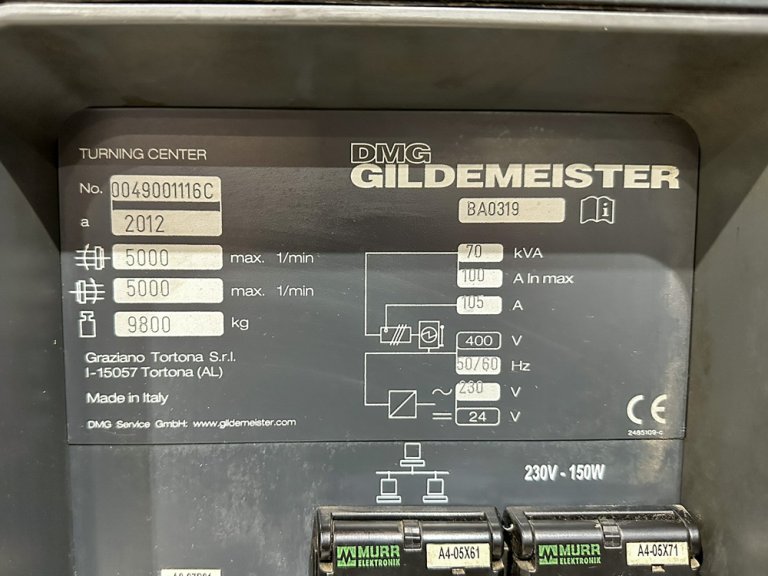 TURNING CENTER
DMG
GILDEMEISTER
No. 0049001116C
BA0319
a 2012
5000 max. 1/min
5000 max. 1/min
9800 kg
70 kVA
100 A In max
105 A
400 V
50/60 Hz
230 V
24 V
Graziano Tortona S.r.l.
I-15057 Tortona (AL)
Made in Italy
DMG Service GmbH: www.gildemeister.com
CE
2485109-c
230V - 150W
MURR
ELEKTRONIK
A4-05X61
MURR
ELEKTRONIK
A4-05X71